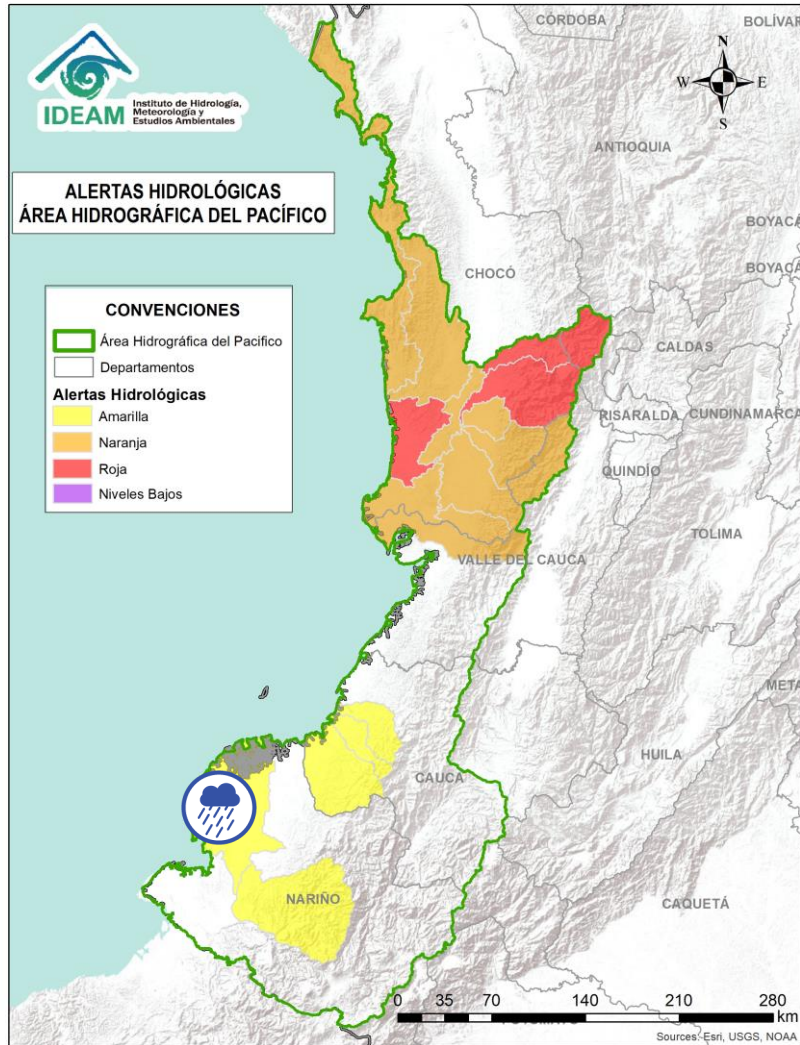 IDEAM
Instituto de Hidrología,
Meteorología y
Estudios Ambientales
ALERTAS HIDROLÓGICAS
ÁREA HIDROGRÁFICA DEL PACÍFICO
CONVENCIONES
Área Hidrográfica del Pacifico
Departamentos
Alertas Hidrológicas
Amarilla
Naranja
Roja
Niveles Bajos
N
W
E
S
CÓRDOBA
BOLÍVAR
ANTIOQUIA
BOYACÁ
BOYACÁ
CHOCÓ
CALDAS
RISARALDA
CUNDINAMARCA
QUINDÍO
TOLIMA
VALLE DEL CAUCA
META
HUILA
CAUCA
NARIÑO
CAQUETÁ
0 35 70 140 210 280
km
Sources: Esri, USGS, NOAA